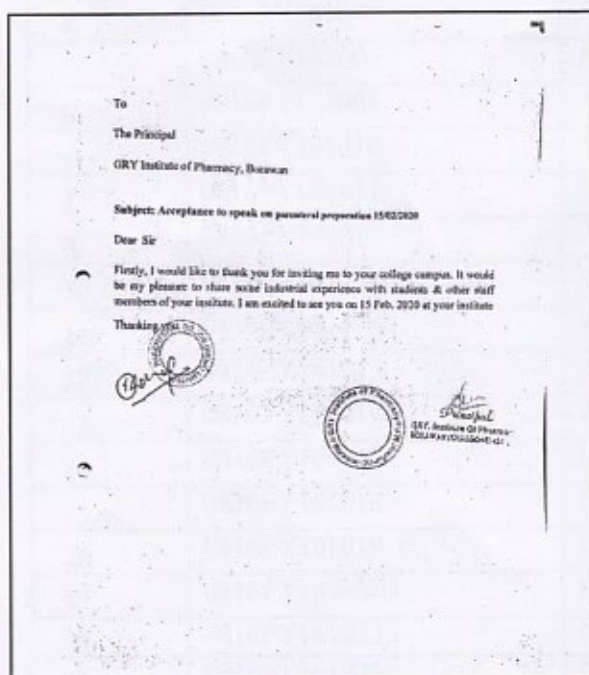 To
The Principal
GRY Institute of Pharmacy, Borawan
Subject: Acceptance to speak on parenteral preparation 15/02/2020
Dear Sir
Firstly, I would like to thank you for inviting me to your college campus. It would
be my pleasure to share some industrial experience with students & other staff
members of your institute. I am excited to see you on 15 Feb. 2020 at your institute
Thanking you
Institute of Pharmacy
Principal
GRY. Institute Of Pharma